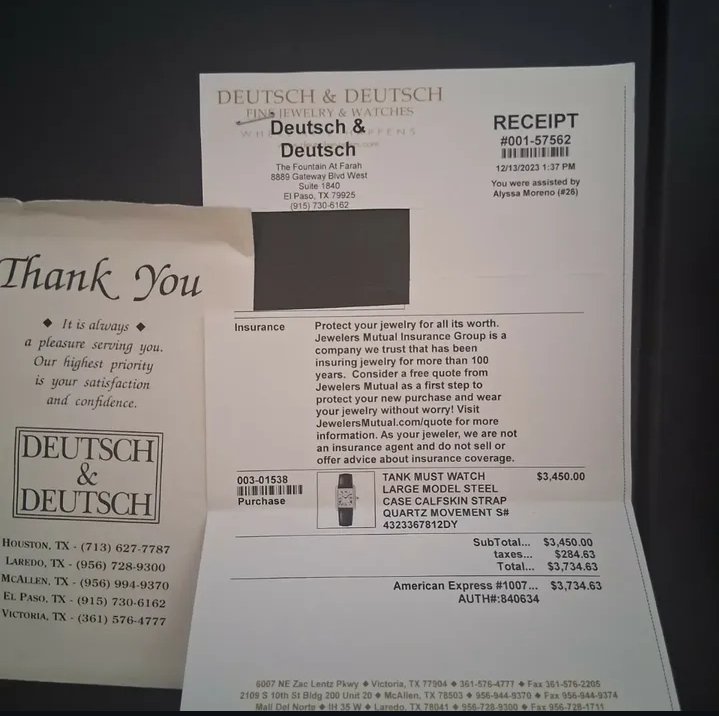 Thank You
◆ It is always ◆
a pleasure serving you.
Our highest priority
is your satisfaction
and confidence.
DEUTSCH
&
DEUTSCH
HOUSTON, TX - (713) 627-7787
LAREDO, TX - (956) 728-9300
MCALLEN, TX - (956) 994-9370
EL PASO, TX - (915) 730-6162
VICTORIA, TX - (361) 576-4777
DEUTSCH & DEUTSCH
FINE JEWELRY & WATCHES
Deutsch &
Deutsch
The Fountain At Farah
8889 Gateway Blvd West
Suite 1840
El Paso, TX 79925
(915) 730-6162
RECEIPT
#001-57562
12/13/2023 1:37 PM
You were assisted by
Alyssa Moreno (#26)
Insurance
Protect your jewelry for all its worth.
Jewelers Mutual Insurance Group is a
company we trust that has been
insuring jewelry for more than 100
years. Consider a free quote from
Jewelers Mutual as a first step to
protect your new purchase and wear
your jewelry without worry! Visit
JewelersMutual.com/quote for more
information. As your jeweler, we are not
an insurance agent and do not sell or
offer advice about insurance coverage.
003-01538
Purchase
TANK MUST WATCH $3,450.00
LARGE MODEL STEEL
CASE CALFSKIN STRAP
QUARTZ MOVEMENT S#
4323367812DY
SubTotal... $3,450.00
taxes... $284.63
Total... $3,734.63
American Express #1007... $3,734.63
AUTH#:840634
6007 NE Zac Lentz Pkwy ◆ Victoria, TX 77904 ◆ 361-576-4777 ◆ Fax 361-576-2205
2109 S 10th St Bldg 200 Unit 20 ◆ McAllen, TX 78503 ◆ 956-944-9370 ◆ Fax 956-944-9374
Mall Del Norte ◆ IH 35 W ◆ Laredo, TX 78041 ◆ 956-728-9300 ◆ Fax 956-728-1711